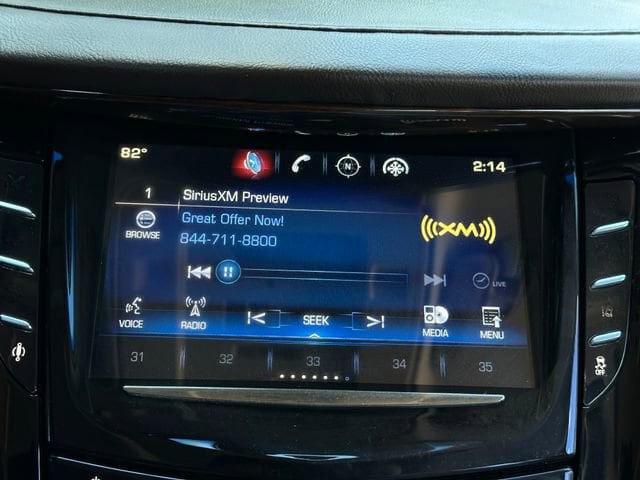 82°
N
2:14
1
SiriusXM Preview
Great Offer Now!
844-711-8800
((XM))
BROWSE
LIVE
VOICE
RADIO
SEEK
MEDIA
MENU
31 32 33 34 35
OFF